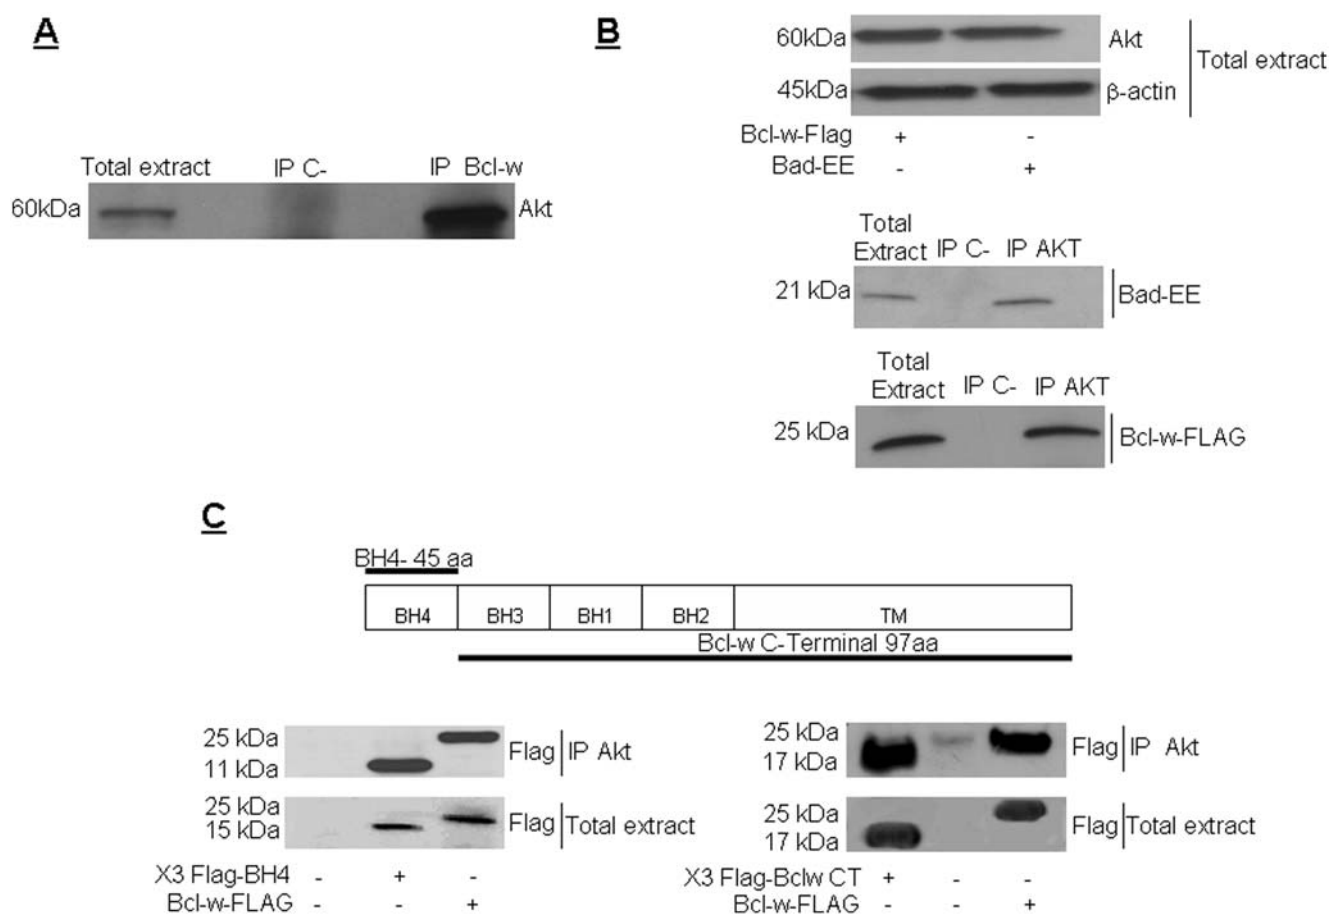 A
Total extract IP C- IP Bcl-w
60kDa Akt
B
60kDa Akt
Total extract
45kDa β-actin
Bcl-w-Flag + -
Bad-EE - +
Total
Extract IP C- IP AKT
21 kDa Bad-EE
Total
Extract IP C- IP AKT
25 kDa Bcl-w-FLAG
C
BH4- 45 aa
BH4 BH3 BH1 BH2 TM
Bcl-w C-Terminal 97aa
25 kDa
11 kDa
Flag IP Akt
25 kDa
15 kDa
Flag Total extract
X3 Flag-BH4 - + -
Bcl-w-FLAG - - +
25 kDa
17 kDa
Flag IP Akt
25 kDa
17 kDa
Flag Total extract
X3 Flag-Bclw CT + - -
Bcl-w-FLAG - - +